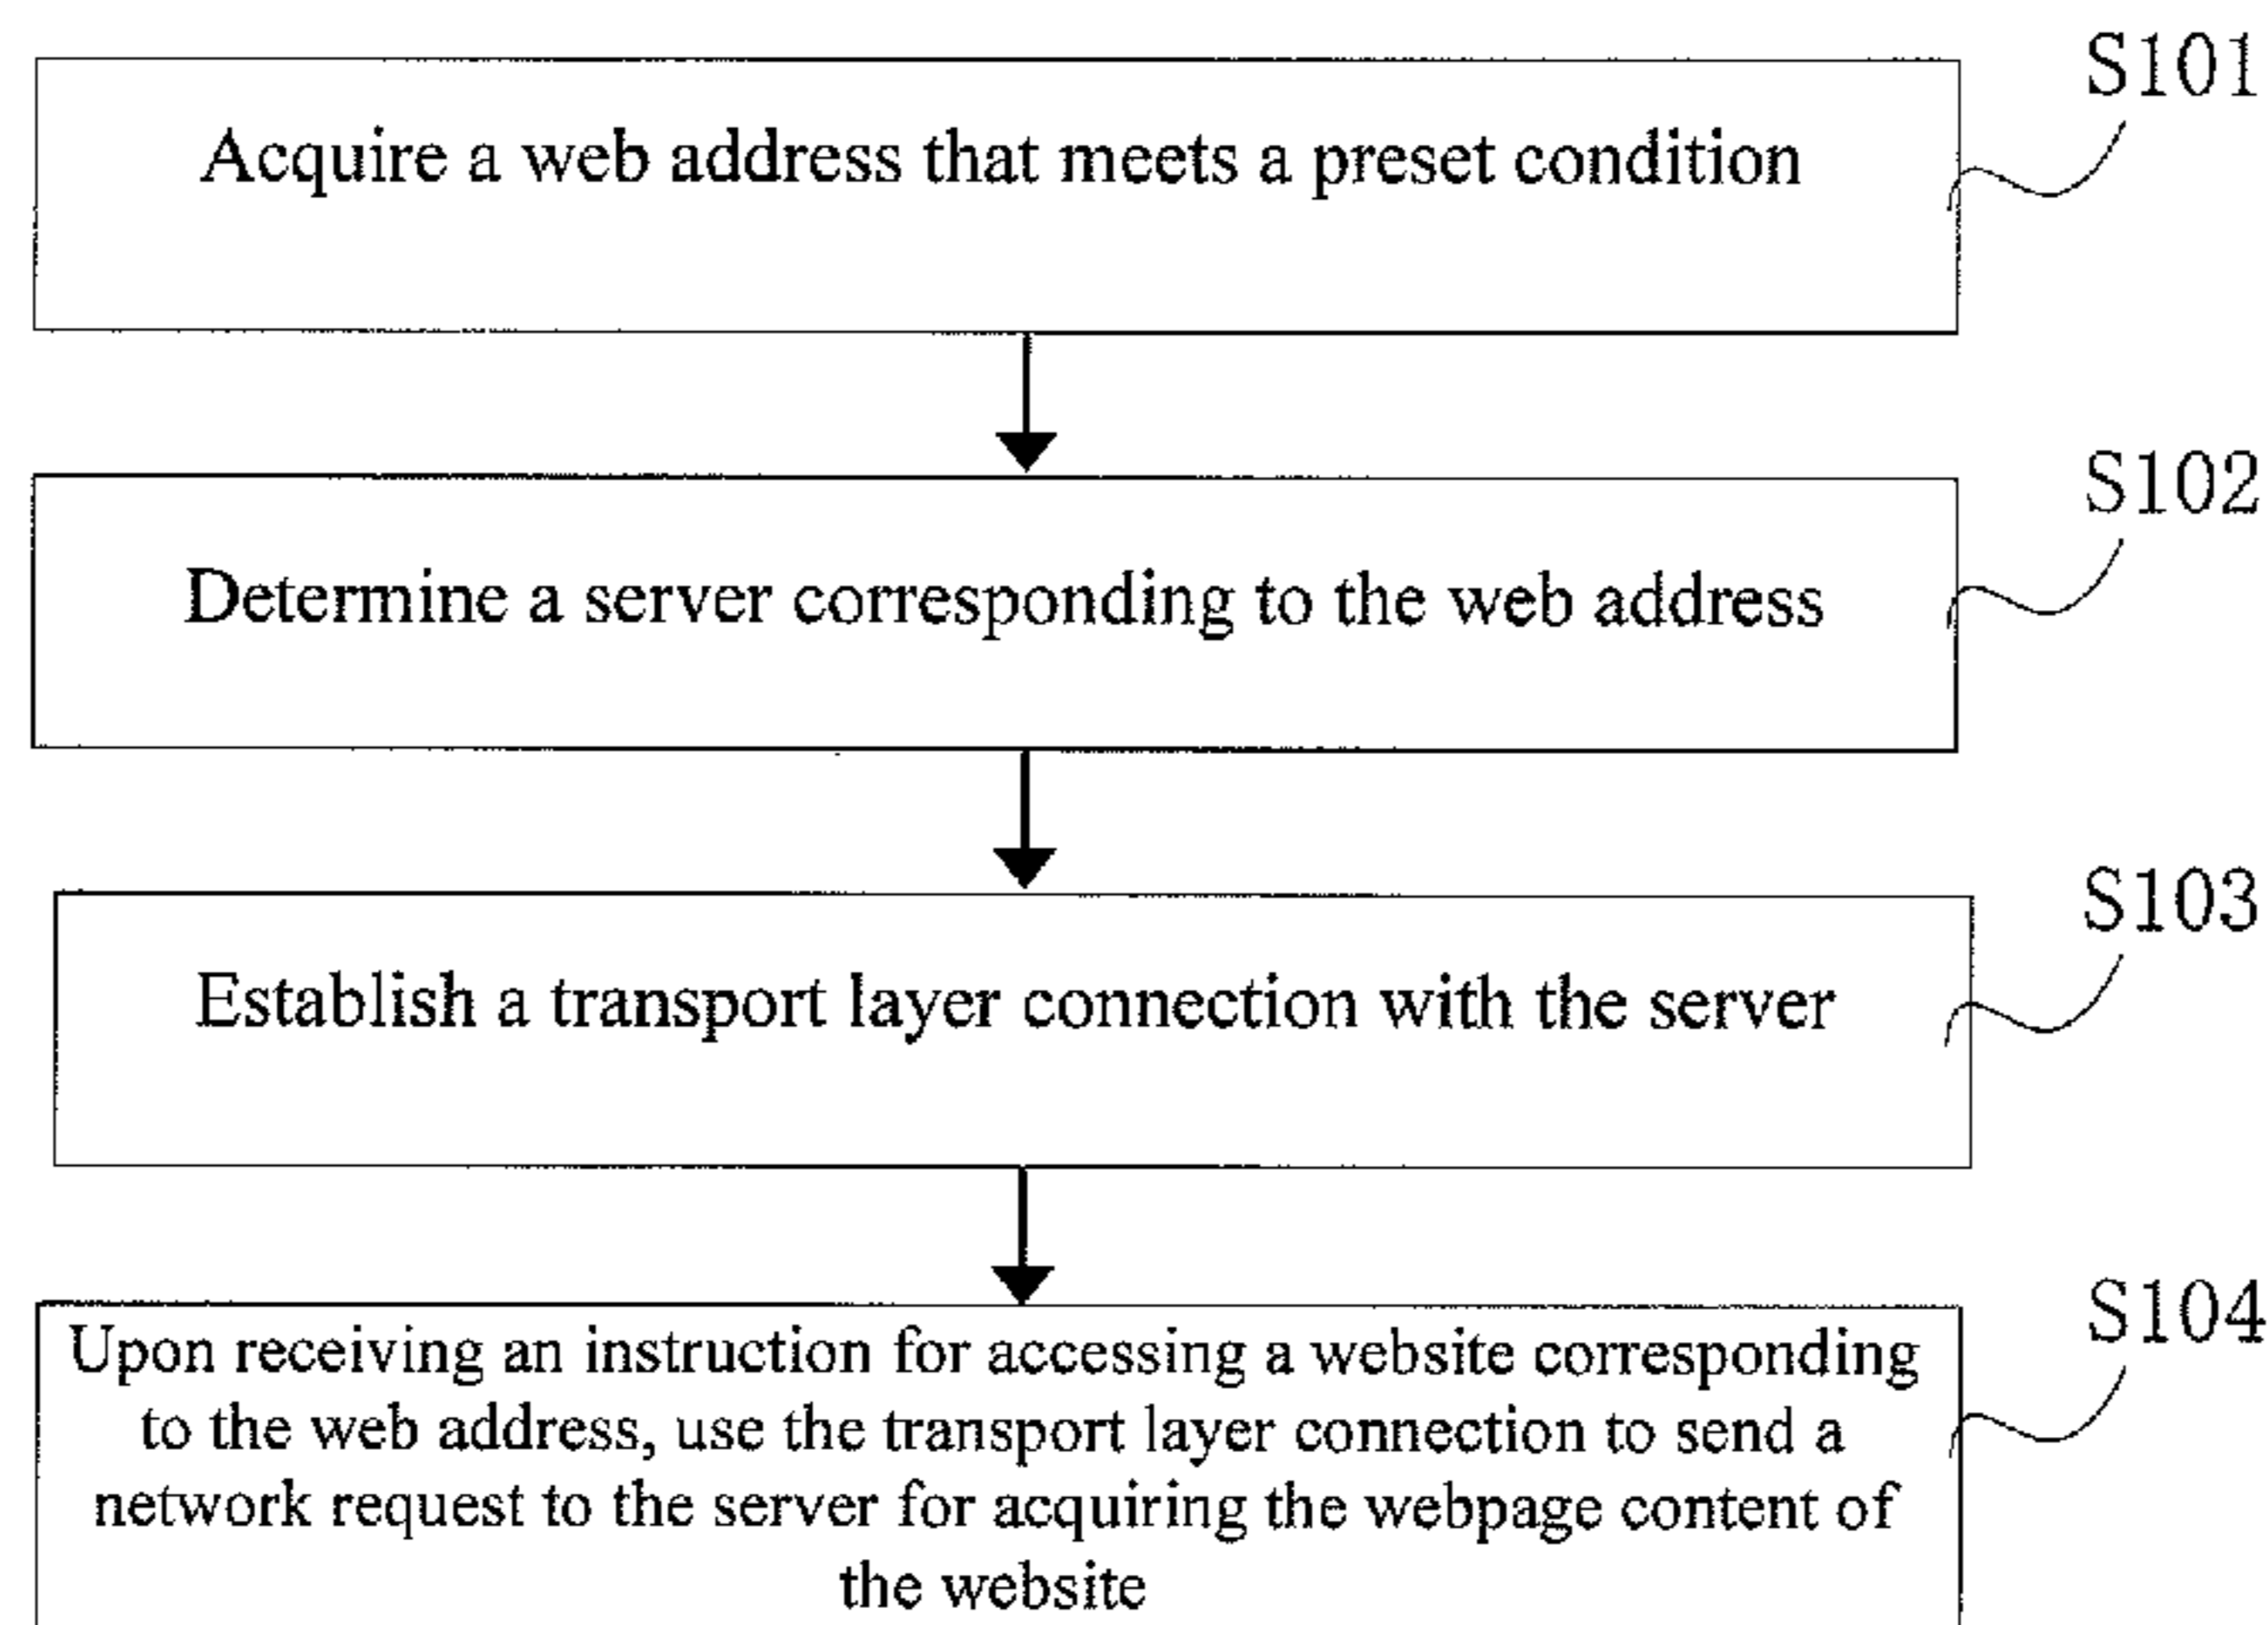 S101
Acquire a web address that meets a preset condition
S102
Determine a server corresponding to the web address
S103
Establish a transport layer connection with the server
S104
Upon receiving an instruction for accessing a website corresponding
to the web address, use the transport layer connection to send a
network request to the server for acquiring the webpage content of
the website